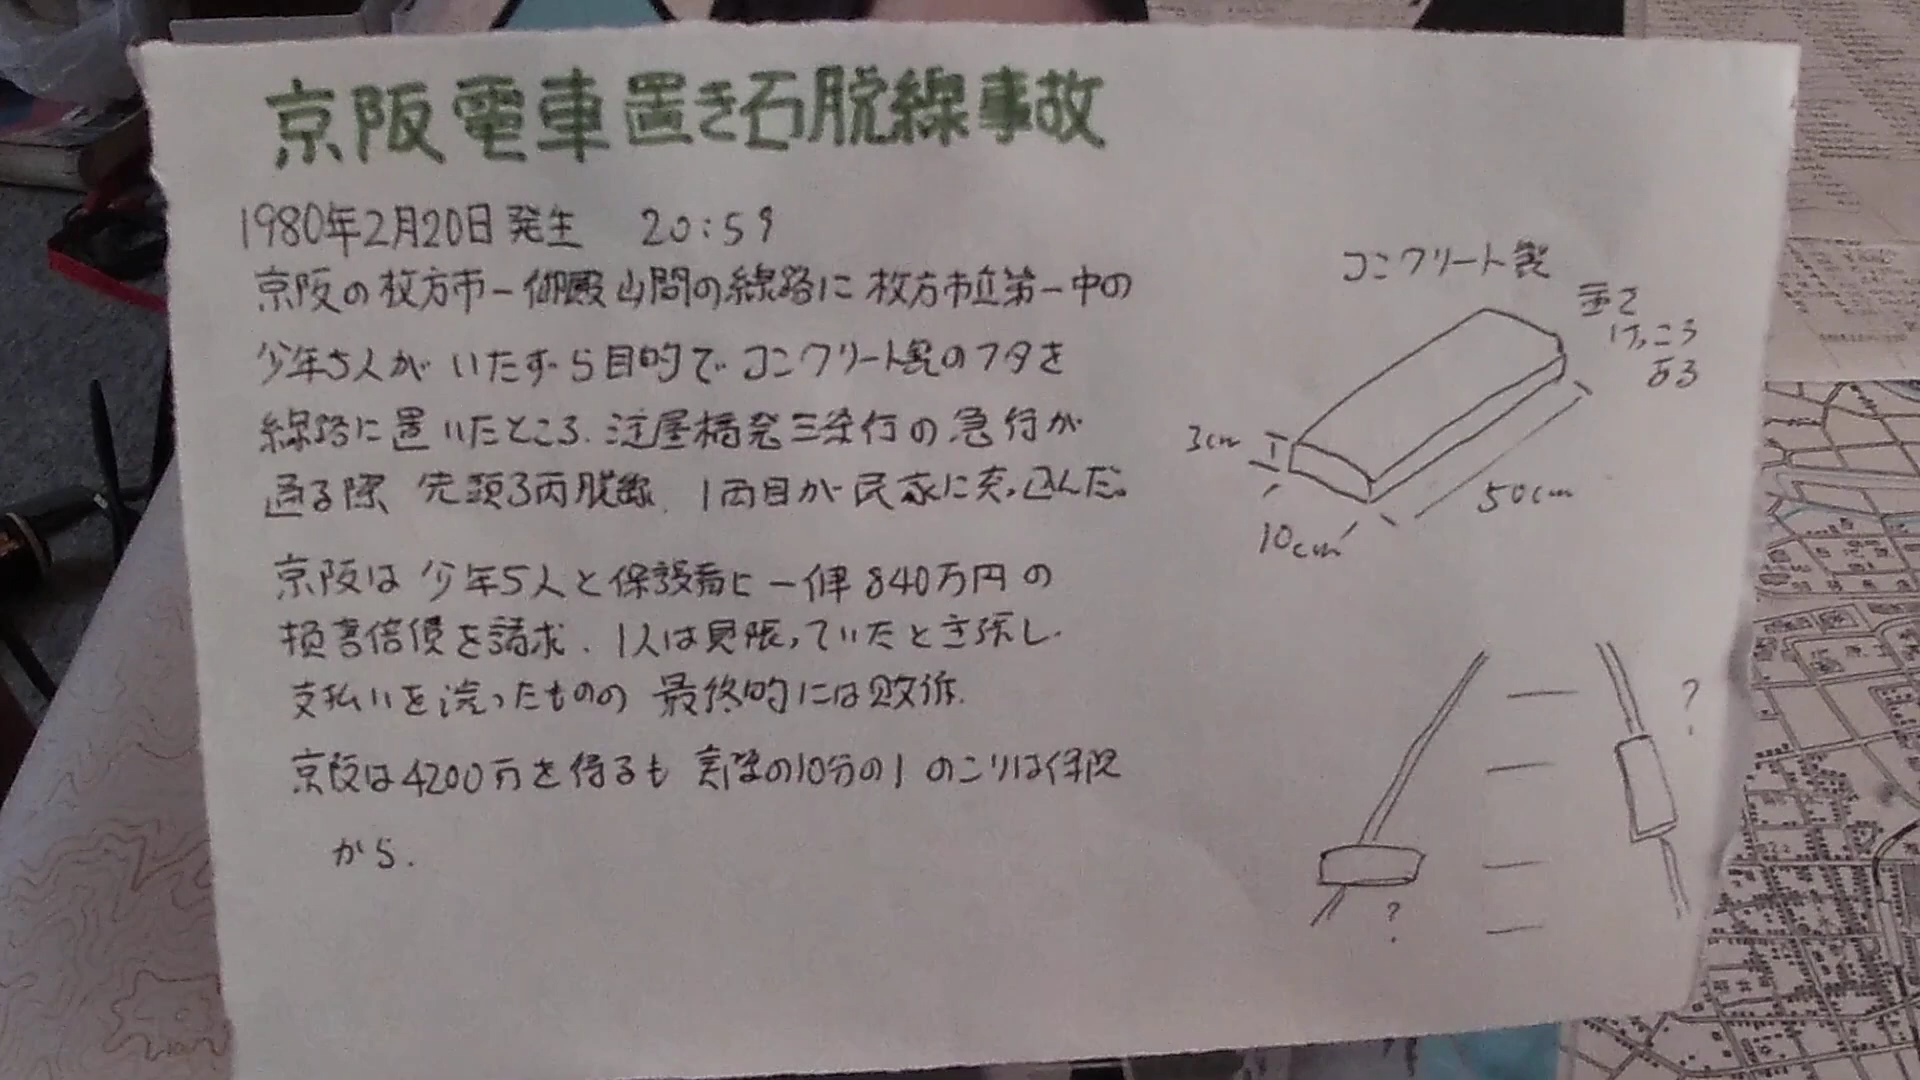 京阪電車置き石脱線事故
1980年2月20日発生 20:59
京阪の枚方市-御殿山間の線路に枚方市立第一中の
少年5人がいたずら目的でコンクリート製のフタを
線路に置いたところ.淀屋橋発三条行の急行が
通る際 先頭3両脱線.1両目が民家に突っ込んだ。
京阪は少年5人と保護者に一律840万円の
損害倍償を請求.1人は見張っていたとき張し.
支払いを洗ったものの 最終的には敗訴.
京阪は4200万を得るも 実際の10分の1 のこりは保険
から.
コンクリート製
重さ
けっこう
ある
3cm
10cm
50cm
?
?